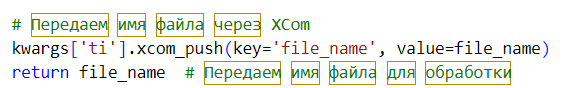 # Передаем имя файла через XCom
kwargs['ti'].xcom_push(key='file_name', value=file_name)
return file_name  # Передаем имя файла для обработки